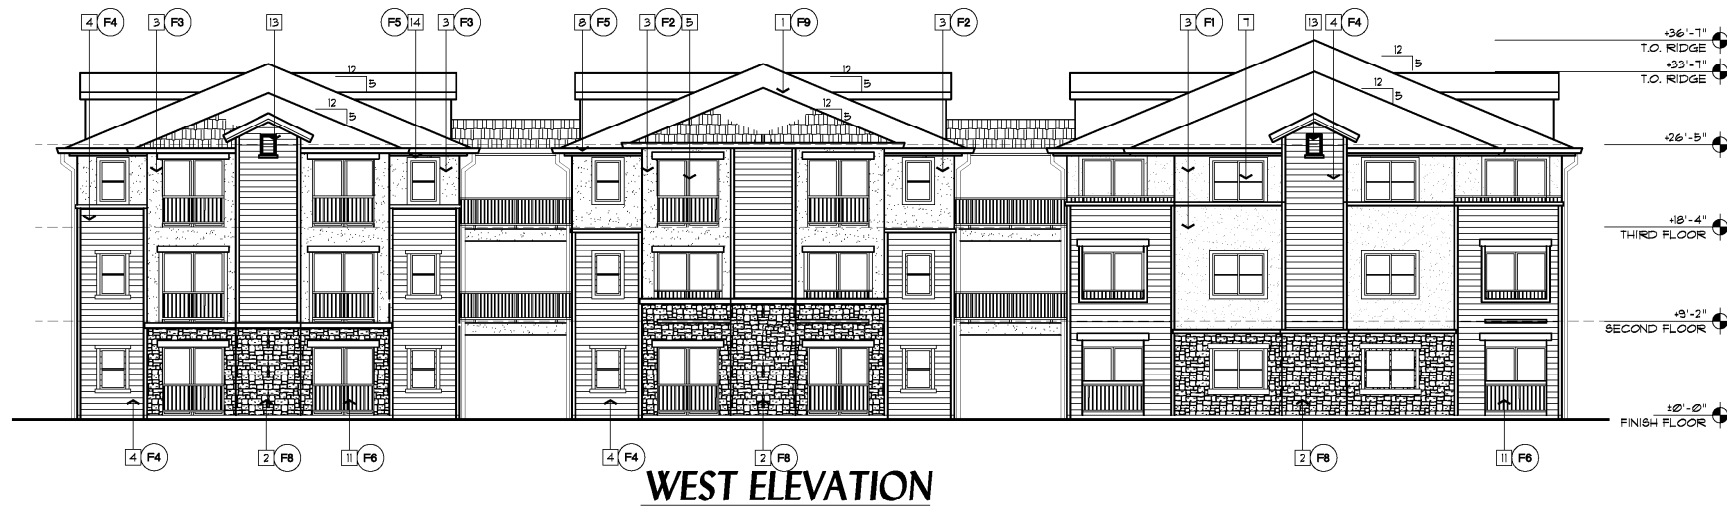 4 F4 3 F3 13 F5 14 3 F3 8 F5 3 F2 5 1 F9 3 F2 3 F1 7 13 4 F4
+36'-7"
T.O. RIDGE
+33'-7"
T.O. RIDGE
12
5
12
5
12
5
12
5
12
5
12
5
+26'-5"
+18'-4"
THIRD FLOOR
+9'-2"
SECOND FLOOR
±0'-0"
FINISH FLOOR
4 F4 2 F8 11 F6 4 F4 2 F8 2 F8 11 F6
WEST ELEVATION